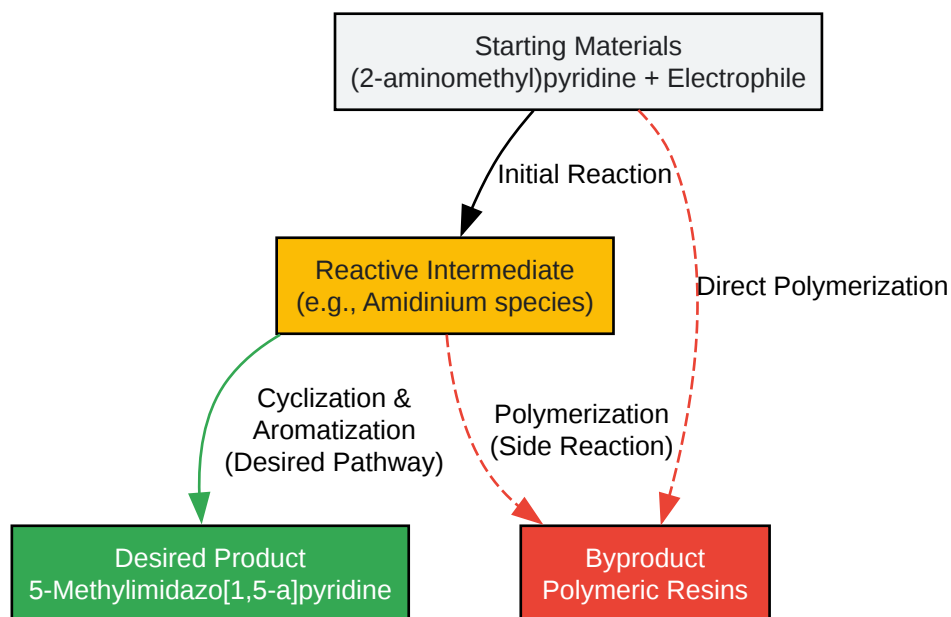 Starting Materials
(2-aminomethyl)pyridine + Electrophile
Initial Reaction
Reactive Intermediate
(e.g., Amidinium species)
Direct Polymerization
Cyclization &
Aromatization
(Desired Pathway)
Polymerization
(Side Reaction)
Desired Product
5-Methylimidazo[1,5-a]pyridine
Byproduct
Polymeric Resins